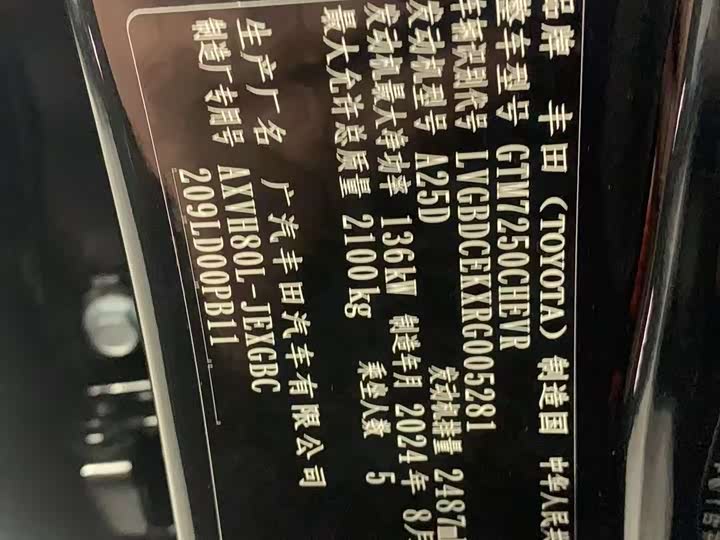 品牌 丰田(TOYOTA) 制造国 中华人民共
整车型号 GTM7250CHEVR
车辆识别代号 LVGBDCEKXRG005281
发动机型号 A25D 发动机排量 2487mL
发动机最大净功率 136kW 制造年月 2024年 8月
最大允许总质量 2100kg 乘坐人数 5
生产厂名 广汽丰田汽车有限公司
制造厂专用号 AXVH80L-JEXGBC
209LD00PB11